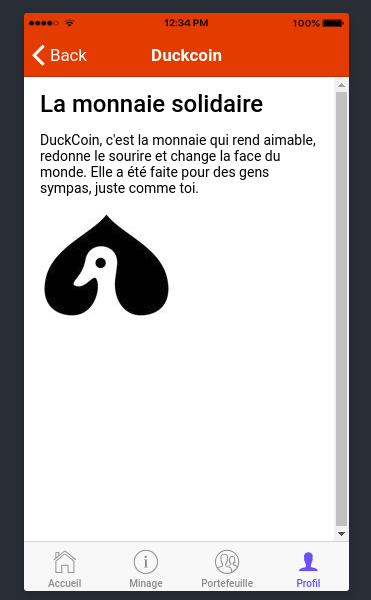 12:34 PM
100%
Back
Duckcoin
La monnaie solidaire
DuckCoin, c'est la monnaie qui rend aimable,
redonne le sourire et change la face du
monde. Elle a été faite pour des gens
sympas, juste comme toi.
Accueil
Minage
Portefeuille
Profil